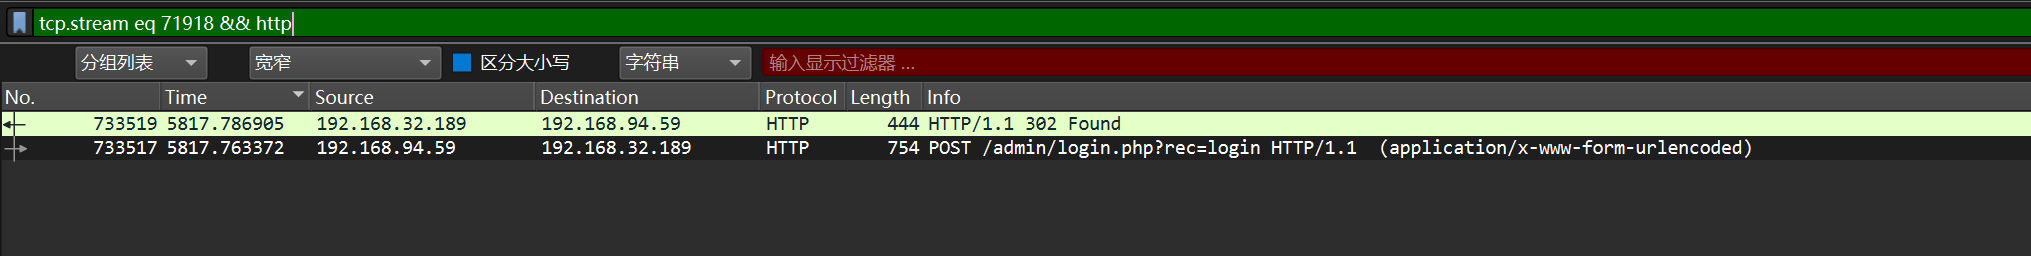 tcp.stream eq 71918 && http
分组列表 宽窄 区分大小写 字符串 输入显示过滤器 …
No. Time Source Destination Protocol Length Info
733519 5817.786905 192.168.32.189 192.168.94.59 HTTP 444 HTTP/1.1 302 Found
733517 5817.763372 192.168.94.59 192.168.32.189 HTTP 754 POST /admin/login.php?rec=login HTTP/1.1 (application/x-www-form-urlencoded)